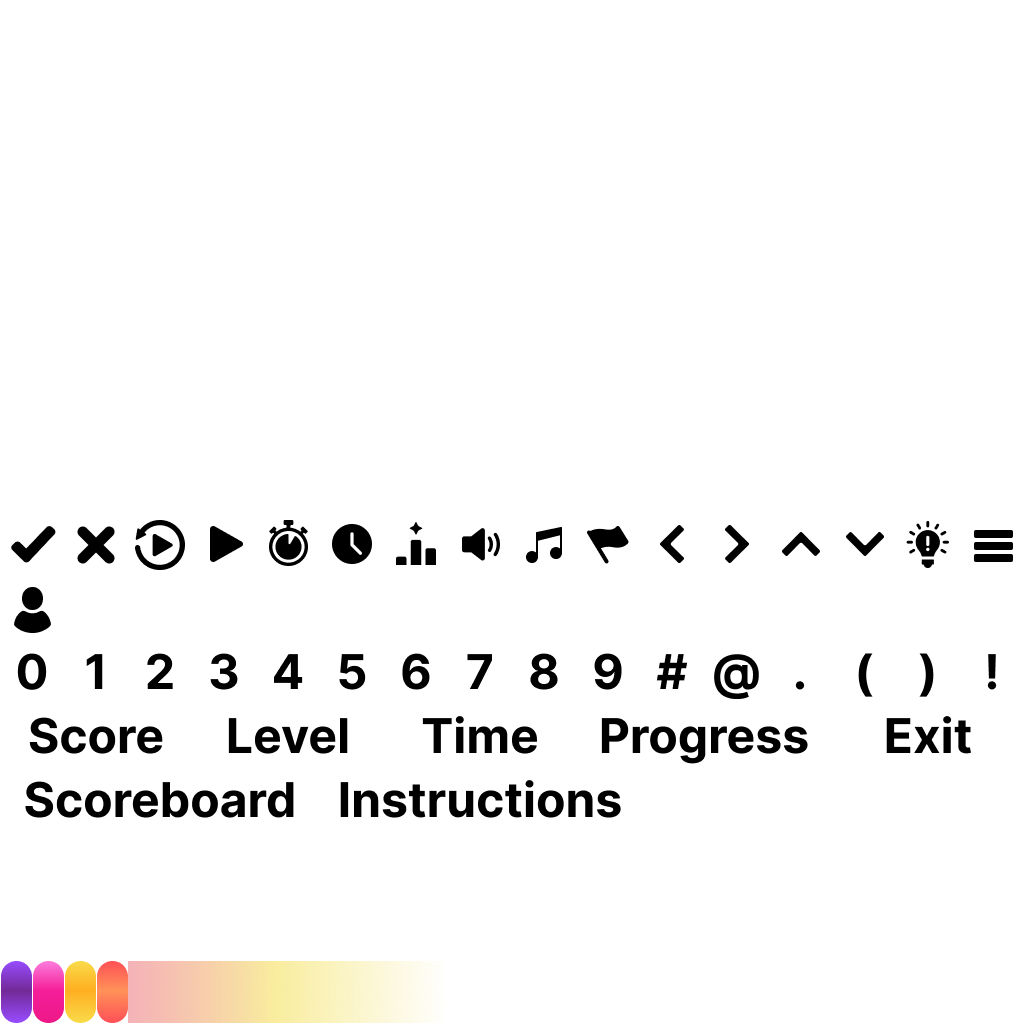 0 1 2 3 4 5 6 7 8 9 # @ . ( ) !
Score Level Time Progress Exit
Scoreboard Instructions